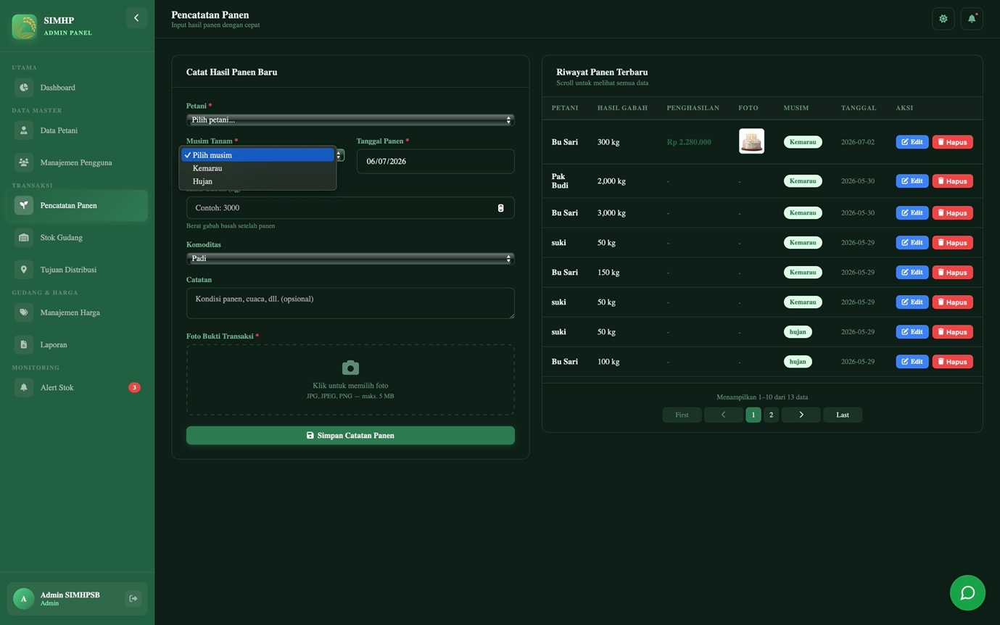 SIMHP
ADMIN PANEL
UTAMA
Dashboard
DATA MASTER
Data Petani
Manajemen Pengguna
TRANSAKSI
Pencatatan Panen
Stok Gudang
Tujuan Distribusi
GUDANG & HARGA
Manajemen Harga
Laporan
MONITORING
Alert Stok 3
A Admin SIMHPSB
Admin
Pencatatan Panen
Input hasil panen dengan cepat
Catat Hasil Panen Baru
Petani *
Pilih petani...
Musim Tanam * Tanggal Panen *
✓ Pilih musim 06/07/2026
Kemarau
Hujan
Contoh: 3000
Berat gabah basah setelah panen
Komoditas
Padi
Catatan
Kondisi panen, cuaca, dll. (opsional)
Foto Bukti Transaksi *
Klik untuk memilih foto
JPG, JPEG, PNG — maks. 5 MB
Simpan Catatan Panen
Riwayat Panen Terbaru
Scroll untuk melihat semua data
PETANI HASIL GABAH PENGHASILAN FOTO MUSIM TANGGAL AKSI
Bu Sari 300 kg Rp 2.280.000 Kemarau 2026-07-02 Edit Hapus
Pak Budi 2,000 kg - - Kemarau 2026-05-30 Edit Hapus
Bu Sari 3,000 kg - - Kemarau 2026-05-30 Edit Hapus
suki 50 kg - - Kemarau 2026-05-29 Edit Hapus
Bu Sari 150 kg - - Kemarau 2026-05-29 Edit Hapus
suki 50 kg - - Kemarau 2026-05-29 Edit Hapus
suki 50 kg - - hujan 2026-05-29 Edit Hapus
Bu Sari 100 kg - - hujan 2026-05-29 Edit Hapus
Menampilkan 1–10 dari 13 data
First 1 2 Last